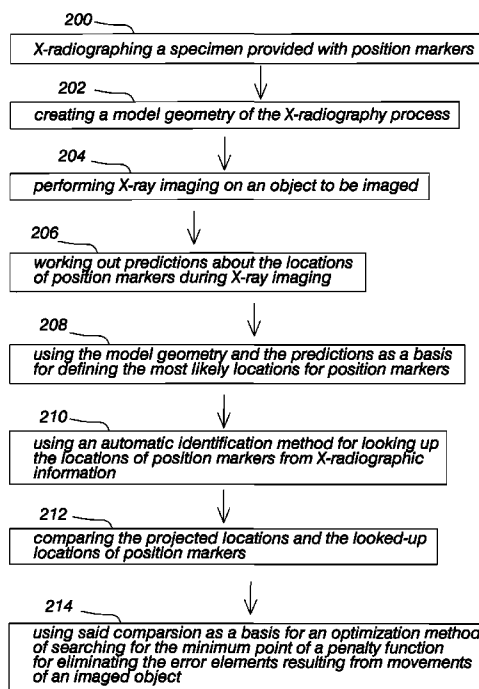 200
X-radiographing a specimen provided with position markers
202
creating a model geometry of the X-radiography process
204
performing X-ray imaging on an object to be imaged
206
working out predictions about the locations
of position markers during X-ray imaging
208
using the model geometry and the predictions as a basis
for defining the most likely locations for position markers
210
using an automatic identification method for looking up
the locations of position markers from X-radiographic
information
212
comparing the projected locations and the looked-up
locations of position markers
214
using said comparsion as a basis for an optimization method
of searching for the minimum point of a penalty function
for eliminating the error elements resulting from movements
of an imaged object